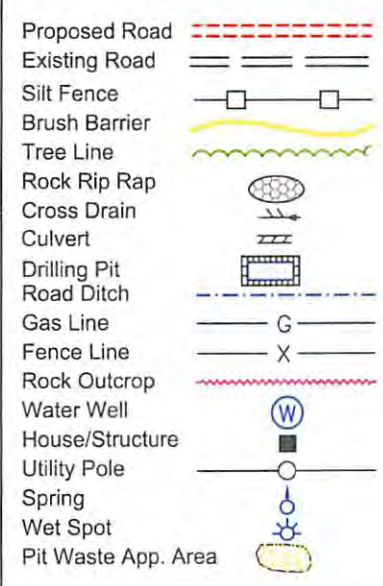 Proposed Road
Existing Road
Silt Fence
Brush Barrier
Tree Line
Rock Rip Rap
Cross Drain
Culvert
Drilling Pit
Road Ditch
Gas Line G
Fence Line X
Rock Outcrop
Water Well W
House/Structure
Utility Pole
Spring
Wet Spot
Pit Waste App. Area